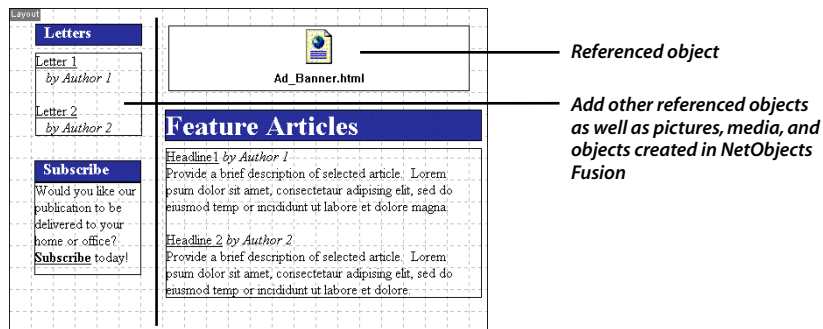 Layout
Letters
Letter 1
by Author 1
Letter 2
by Author 2
Subscribe
Would you like our
publication to be
delivered to your
home or office?
Subscribe today!
Ad_Banner.html
Feature Articles
Headline1 by Author 1
Provide a brief description of selected article. Lorem
psum dolor sit amet, consectetaur adipising elit, sed do
eiusmod temp or incididunt ut labore et dolore magna.
Headline 2 by Author 2
Provide a brief description of selected article. Lorem
psum dolor sit amet, consectetaur adipising elit, sed do
eiusmod temp or incididunt ut labore et dolore.
Referenced object
Add other referenced objects
as well as pictures, media, and
objects created in NetObjects
Fusion